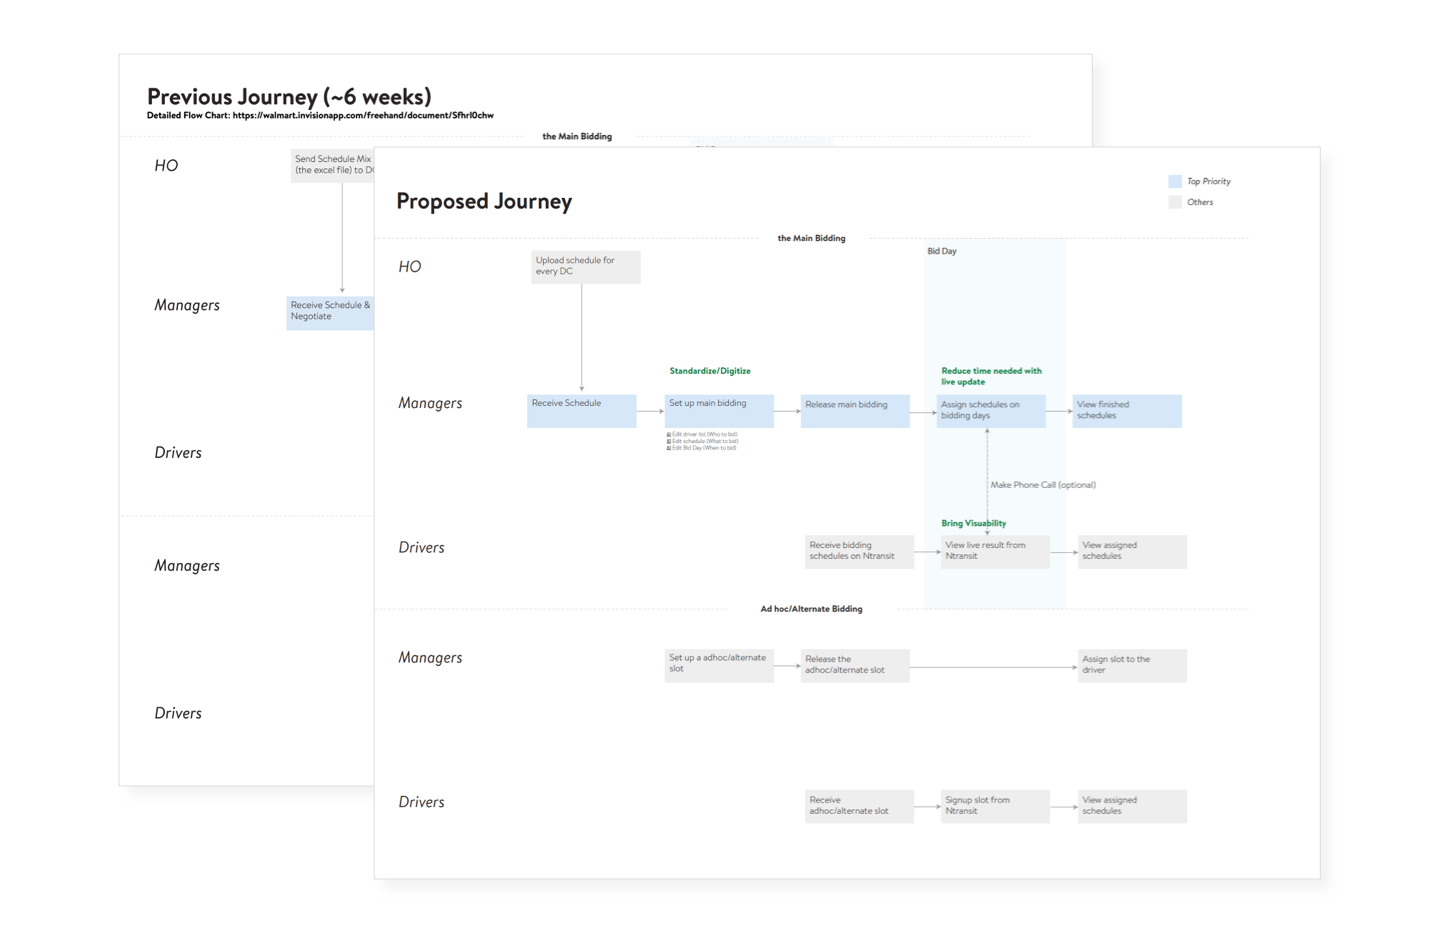 Previous Journey (~6 weeks)
Detailed Flow Chart: https://walmart.invisionapp.com/freehand/document/SfhrI0chw
the Main Bidding
HO
Send Schedule Mix
(the excel file) to
Managers
Receive Schedule &
Negotiate
Drivers
Managers
Drivers
Proposed Journey
Top Priority
Others
the Main Bidding
Bid Day
HO
Upload schedule for
every DC
Standardize/Digitize
Reduce time needed with
live update
Managers
Receive Schedule
Set up main bidding
Release main bidding
Assign schedules on
bidding days
View finished
schedules
Edit driver list (Who to bid)
Edit schedule (What to bid)
Edit Bid Day (When to bid)
Make Phone Call (optional)
Bring Visuability
Drivers
Receive bidding
schedules on Ntransit
View live result from
Ntransit
View assigned
schedules
Ad hoc/Alternate Bidding
Managers
Set up a adhoc/alternate
slot
Release the
adhoc/alternate slot
Assign slot to the
driver
Drivers
Receive
adhoc/alternate slot
Signup slot from
Ntransit
View assigned
schedules